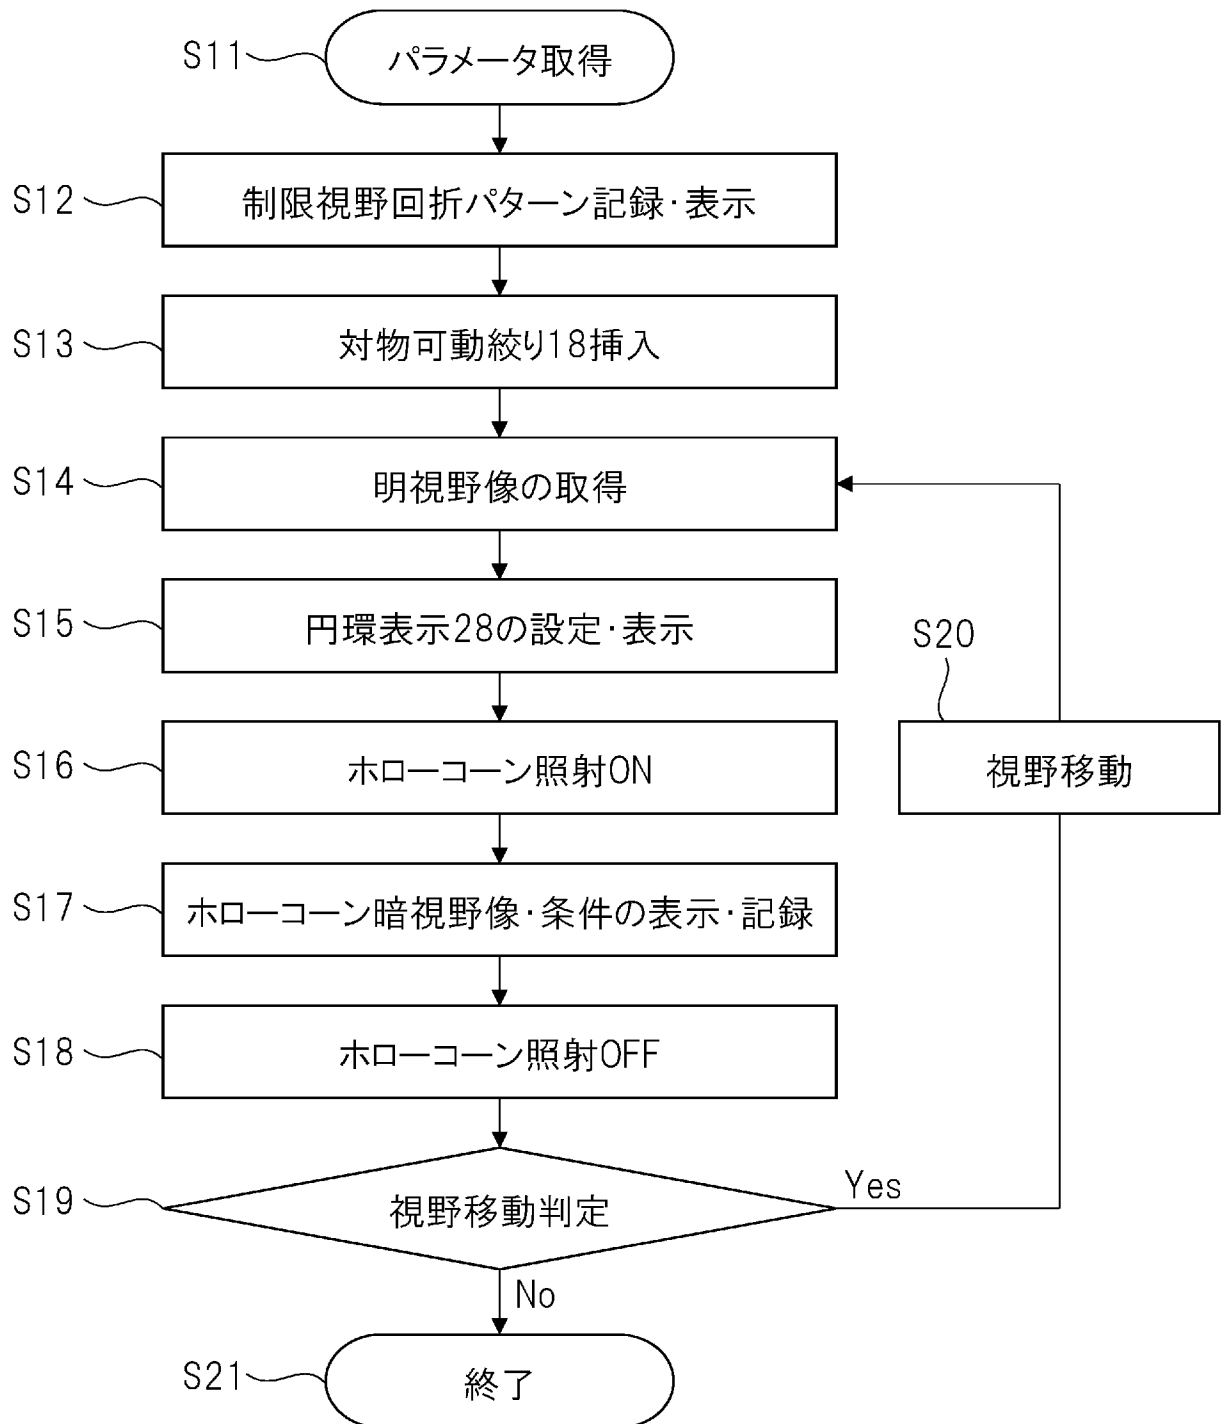 S11
パラメータ取得
S12
制限視野回折パターン記録・表示
S13
対物可動絞り18挿入
S14
明視野像の取得
S15
円環表示28の設定・表示
S20
S16
ホローコーン照射ON
視野移動
S17
ホローコーン暗視野像・条件の表示・記録
S18
ホローコーン照射OFF
S19
視野移動判定
Yes
No
S21
終了